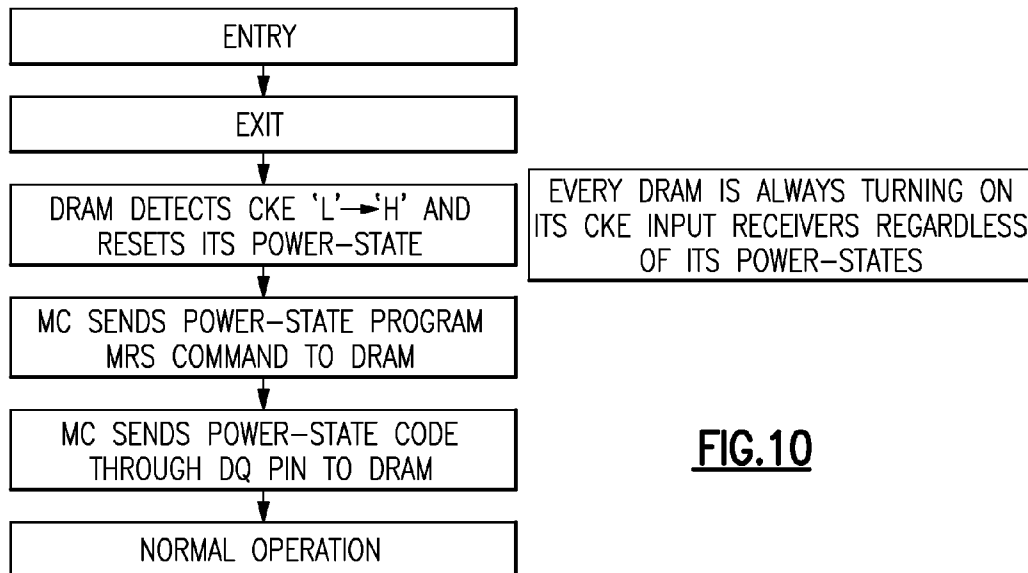 ENTRY
EXIT
DRAM DETECTS CKE ‘L’→‘H’ AND
RESETS ITS POWER–STATE
MC SENDS POWER–STATE PROGRAM
MRS COMMAND TO DRAM
MC SENDS POWER–STATE CODE
THROUGH DQ PIN TO DRAM
NORMAL OPERATION
EVERY DRAM IS ALWAYS TURNING ON
ITS CKE INPUT RECEIVERS REGARDLESS
OF ITS POWER–STATES
FIG.10